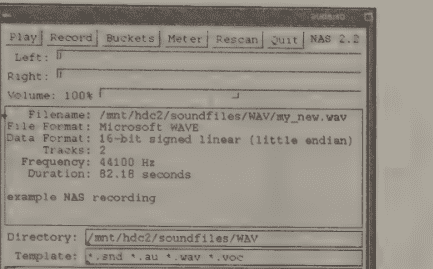 Play Record Buckets Meter Rescan Quit NAS 2.2
Left:
Right:
Volume: 100%
Filename: /mnt/hdc2/soundfiles/WAV/my_new.wav
File Format: Microsoft WAVE
Data Format: 16-bit signed linear (little endian)
Tracks: 2
Frequency: 44100 Hz
Duration: 82.18 seconds
example NAS recording
Directory: /mnt/hdc2/soundfiles/WAV
Template: *.snd *.au *.wav *.voc